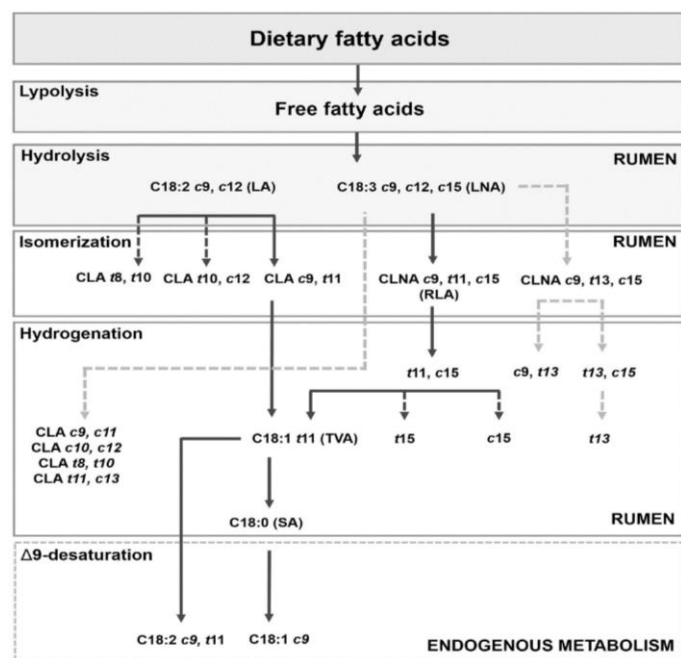 Dietary fatty acids
Lypolysis
Free fatty acids
Hydrolysis
RUMEN
C18:2 c9, c12 (LA)
C18:3 c9, c12, c15 (LNA)
Isomerization
RUMEN
CLA t8, t10
CLA t10, c12
CLA c9, t11
CLNA c9, t11, c15
(RLA)
CLNA c9, t13, c15
Hydrogenation
t11, c15
c9, t13
t13, c15
CLA c9, c11
CLA c10, c12
CLA t8, t10
CLA t11, c13
C18:1 t11 (TVA)
t15
c15
t13
C18:0 (SA)
RUMEN
Δ9-desaturation
C18:2 c9, t11
C18:1 c9
ENDOGENOUS METABOLISM